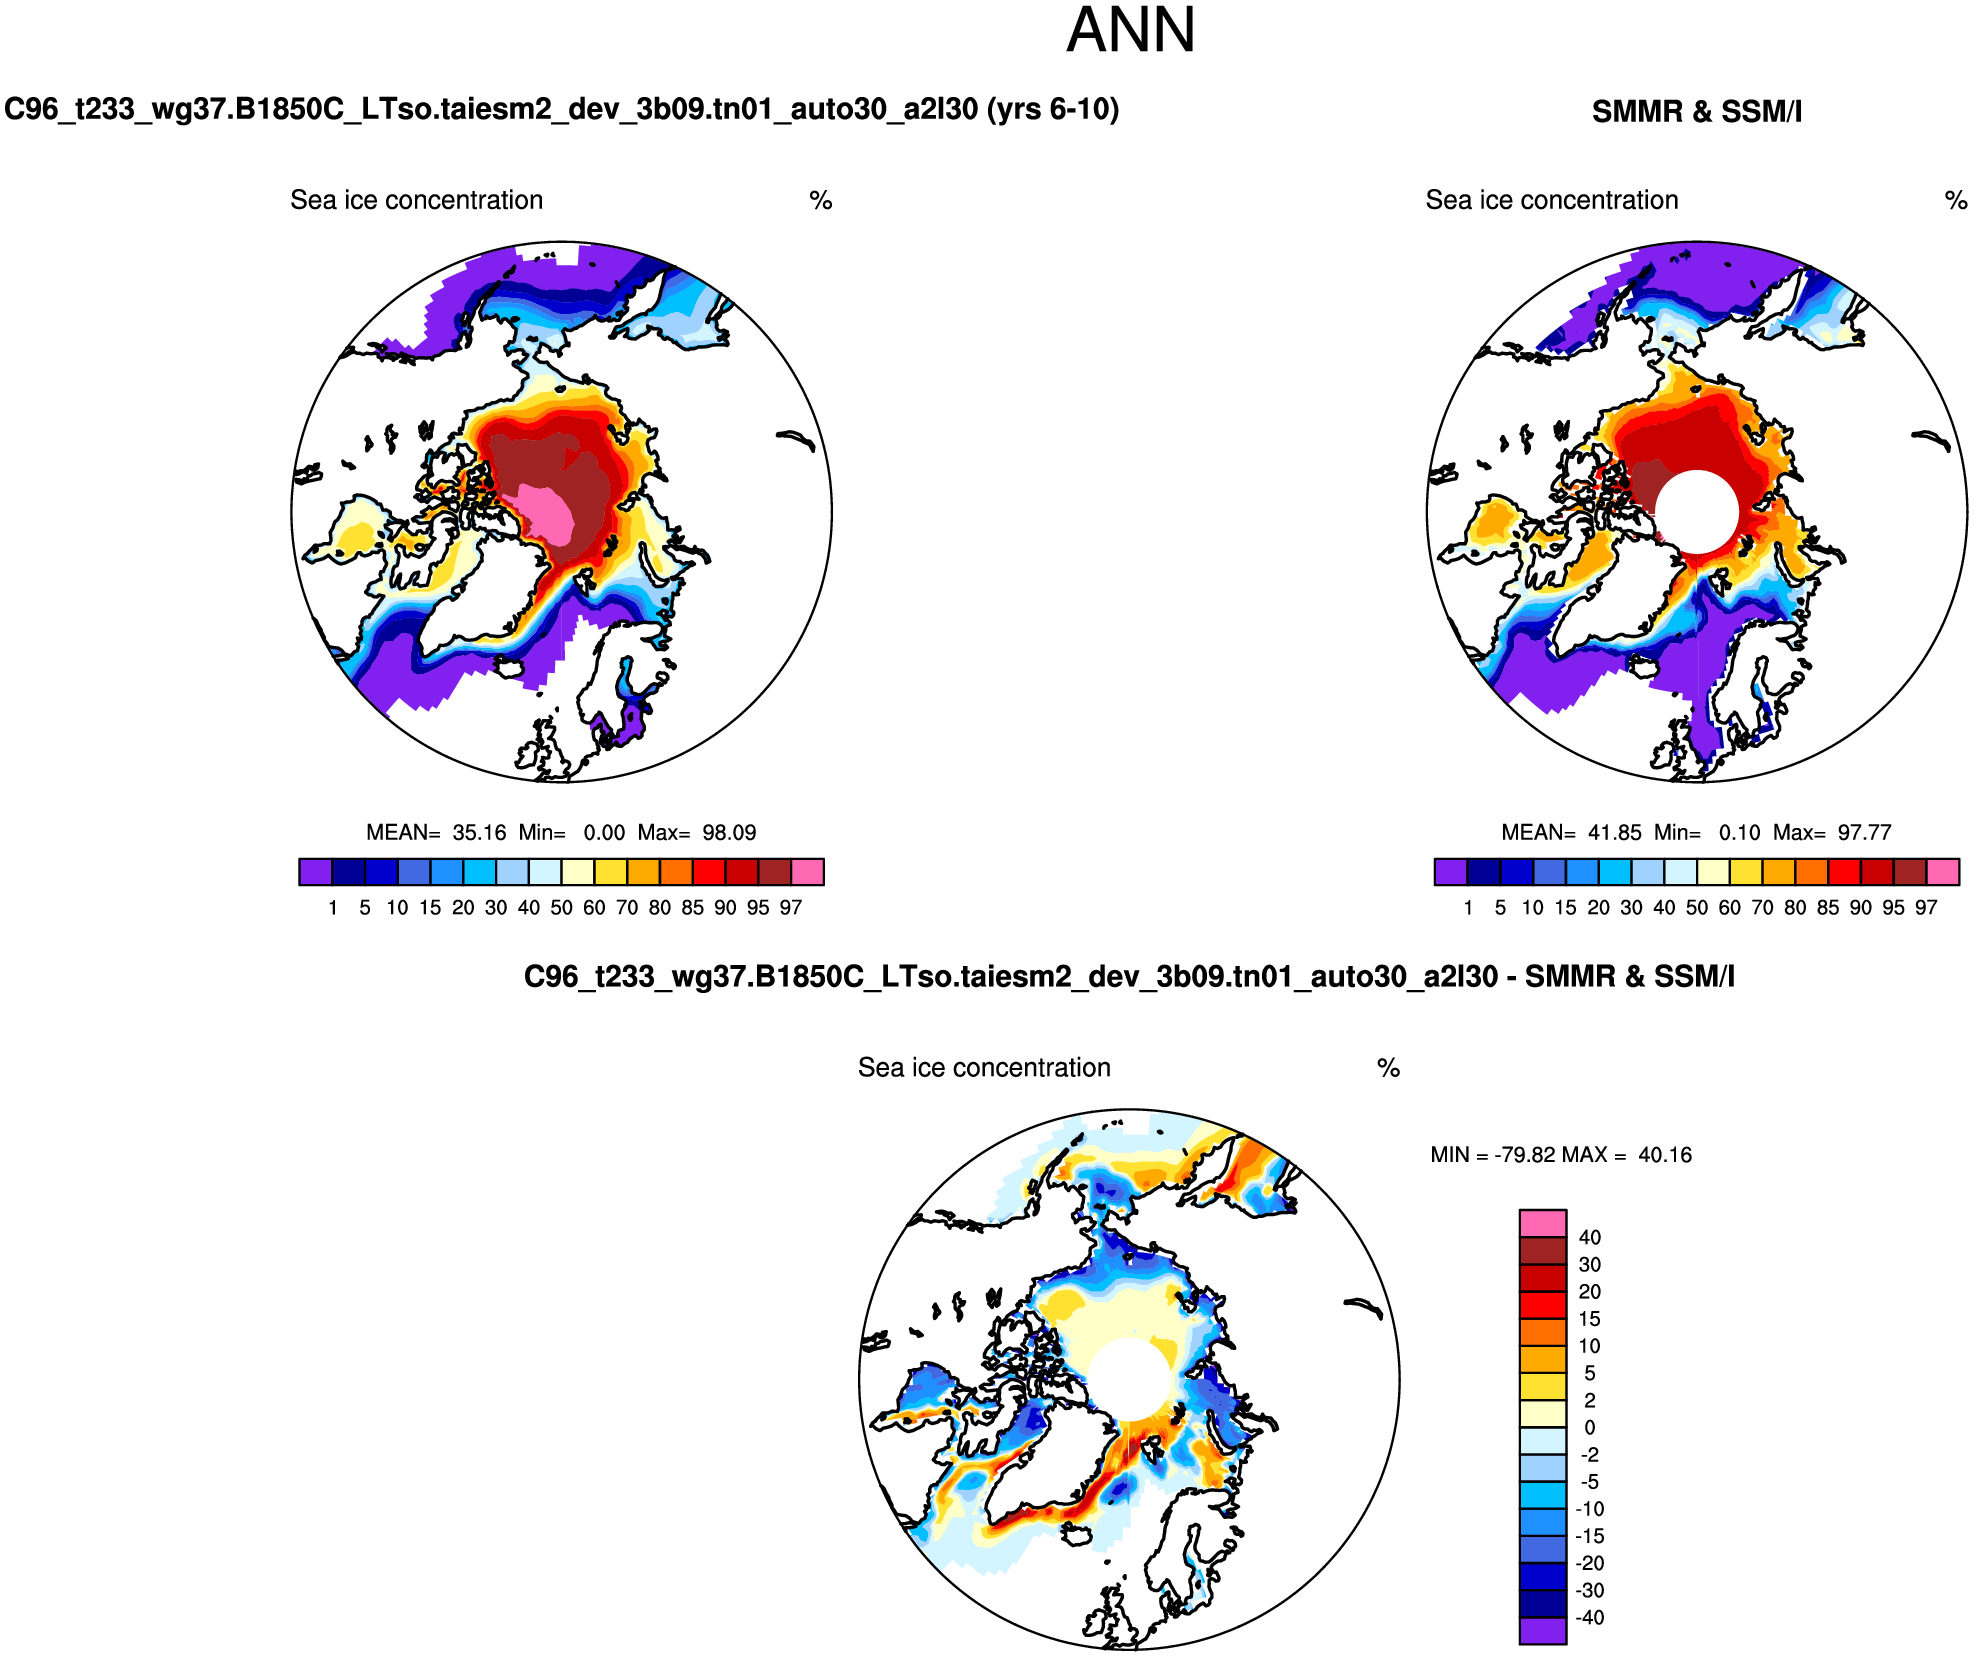 ANN
C96_t233_wg37.B1850C_LTso.taiesm2_dev_3b09.tn01_auto30_a2l30 (yrs 6-10)
SMMR & SSM/I
Sea ice concentration %
Sea ice concentration %
MEAN= 35.16 Min= 0.00 Max= 98.09
MEAN= 41.85 Min= 0.10 Max= 97.77
1 5 10 15 20 30 40 50 60 70 80 85 90 95 97
1 5 10 15 20 30 40 50 60 70 80 85 90 95 97
C96_t233_wg37.B1850C_LTso.taiesm2_dev_3b09.tn01_auto30_a2l30 - SMMR & SSM/I
Sea ice concentration %
MIN = -79.82 MAX = 40.16
40
30
20
15
10
5
2
0
-2
-5
-10
-15
-20
-30
-40